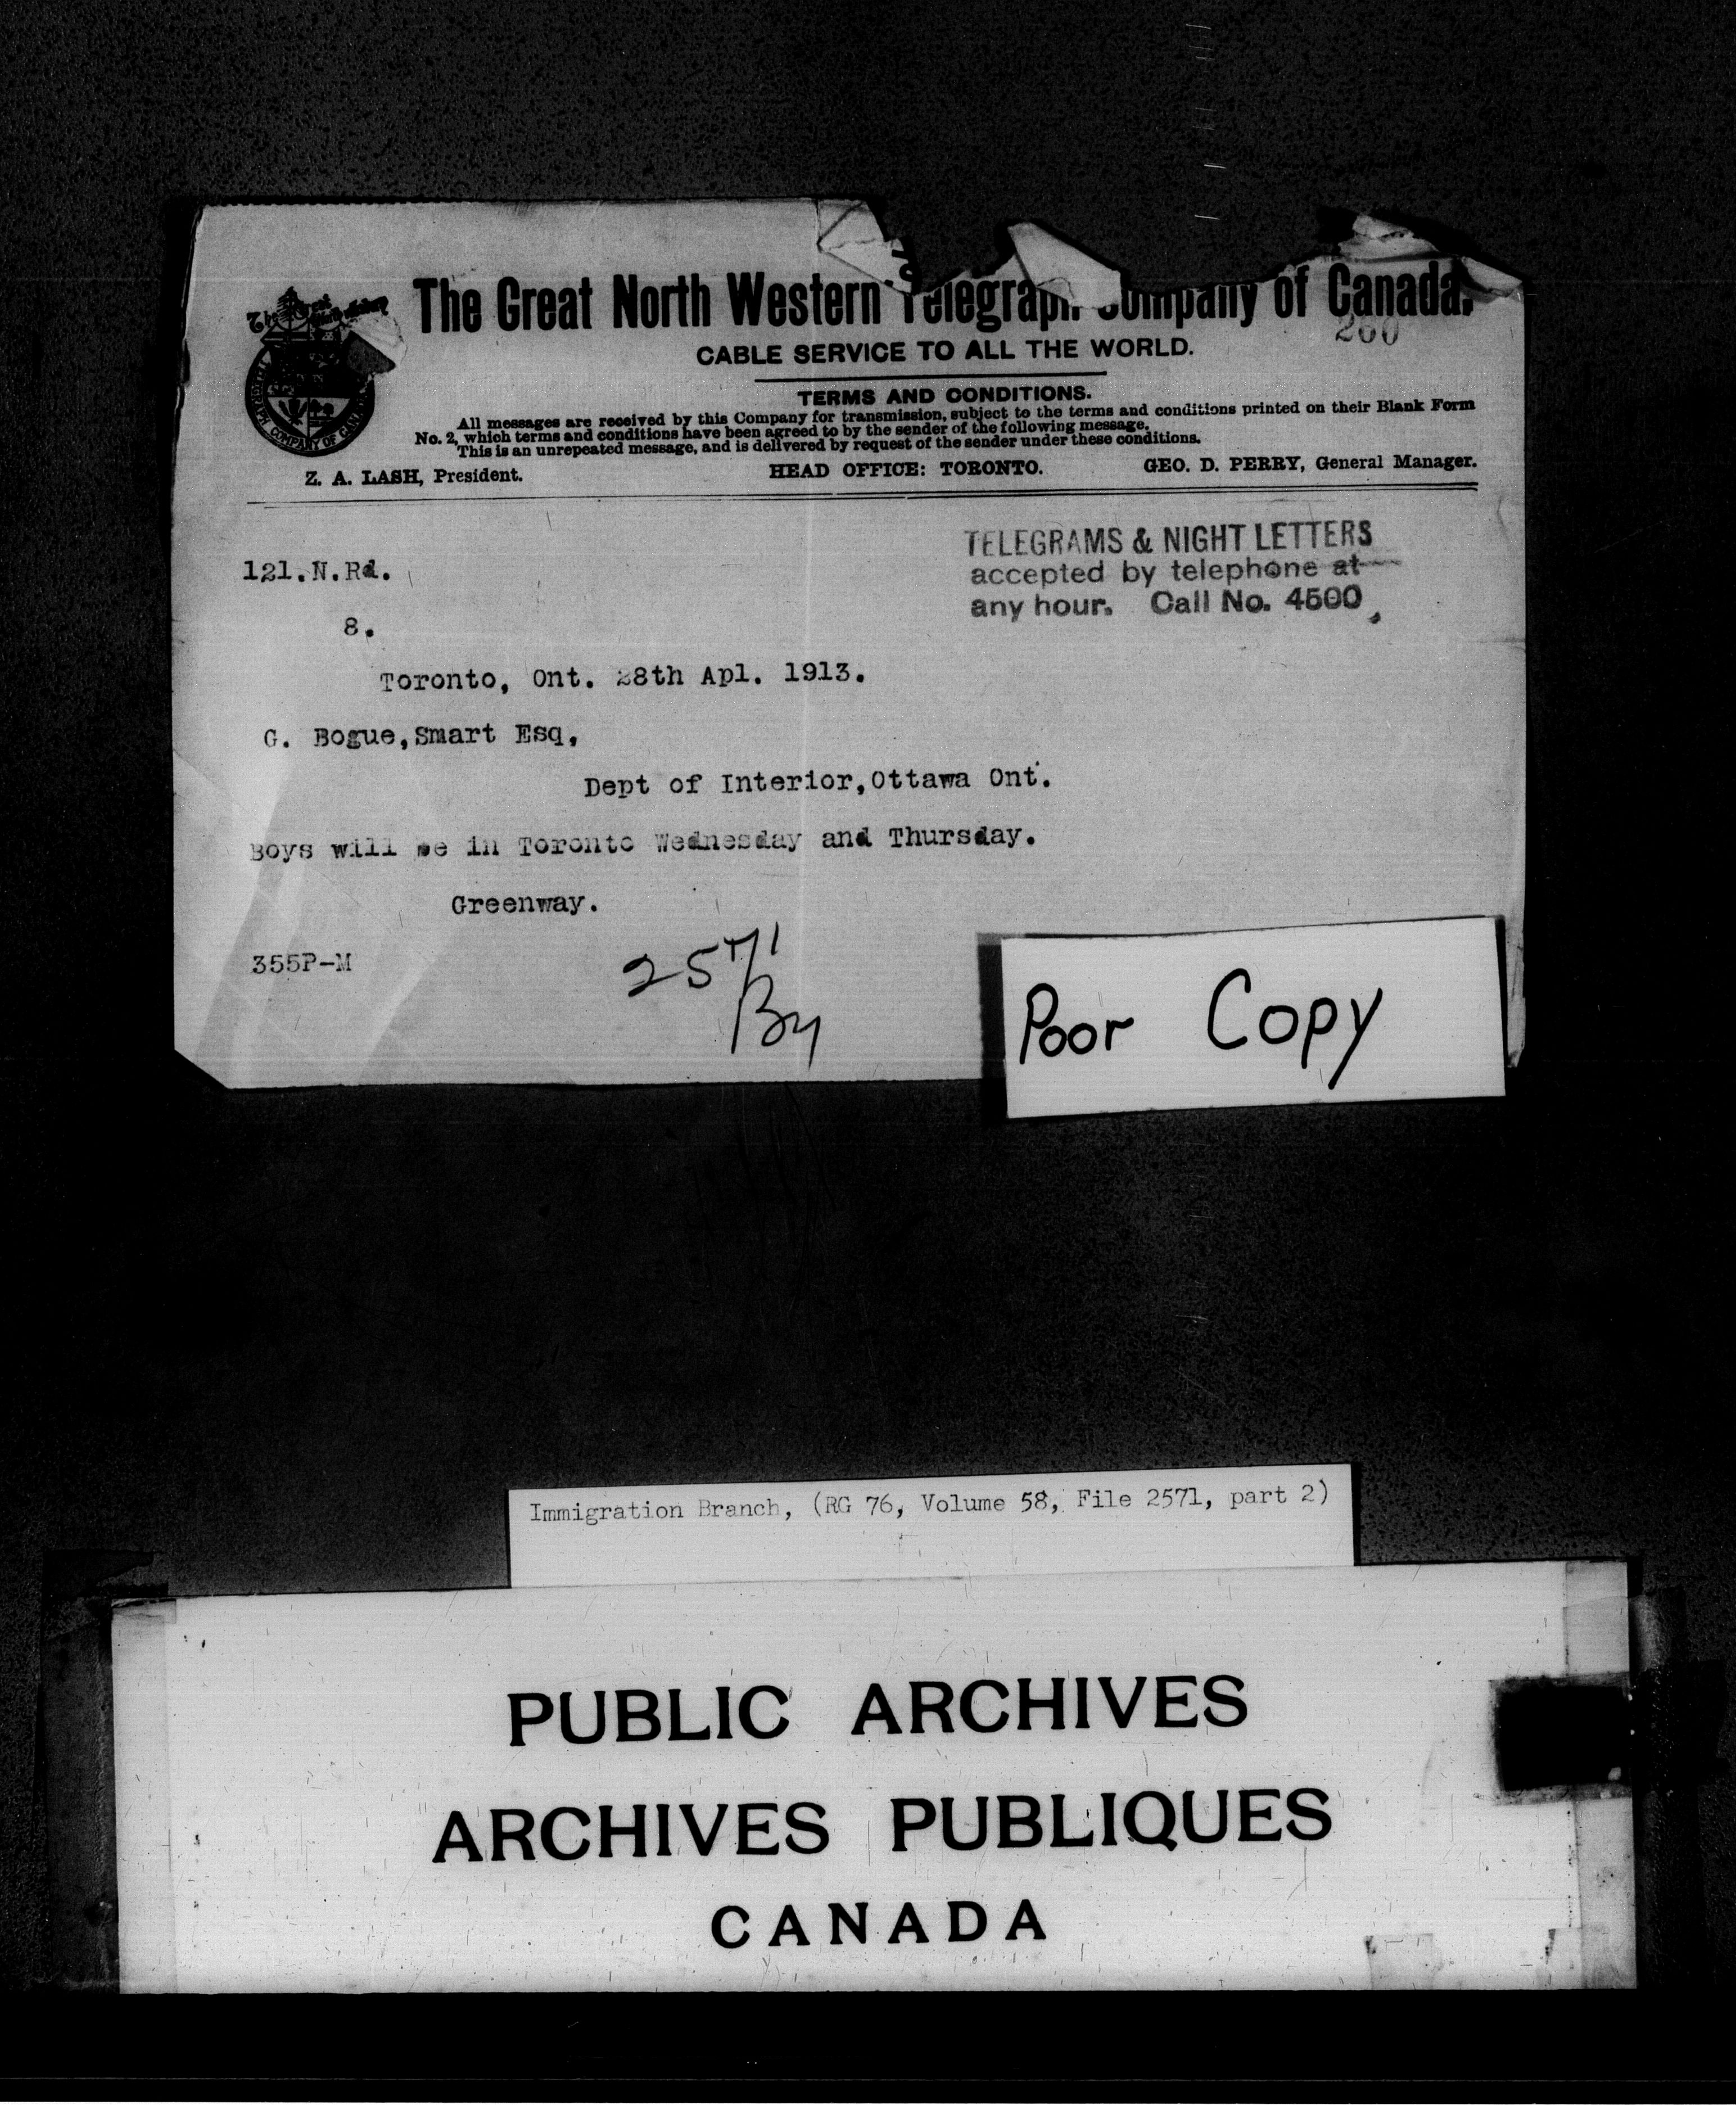 The Great North Western Telegraph Company of Canada.
260
CABLE SERVICE TO ALL THE WORLD.
TERMS AND CONDITIONS.
All messages are received by this Company for transmission, subject to the terms and conditions printed on their Blank Form
No. 2, which terms and conditions have been agreed to by the sender of the following message.
This is an unrepeated message, and is delivered by request of the sender under these conditions.
Z. A. LASH, President. HEAD OFFICE: TORONTO. GEO. D. PERRY, General Manager.
TELEGRAMS & NIGHT LETTERS
accepted by telephone at
any hour. Call No. 4500
121.N.Rd.
8.
Toronto, Ont. 28th Apl. 1913.
G. Bogue,Smart Esq,
Dept of Interior,Ottawa Ont.
Boys will be in Toronto Wednesday and Thursday.
Greenway.
355P-M
2571
By
Poor Copy
Immigration Branch, (RG 76, Volume 58, File 2571, part 2)
PUBLIC ARCHIVES
ARCHIVES PUBLIQUES
CANADA